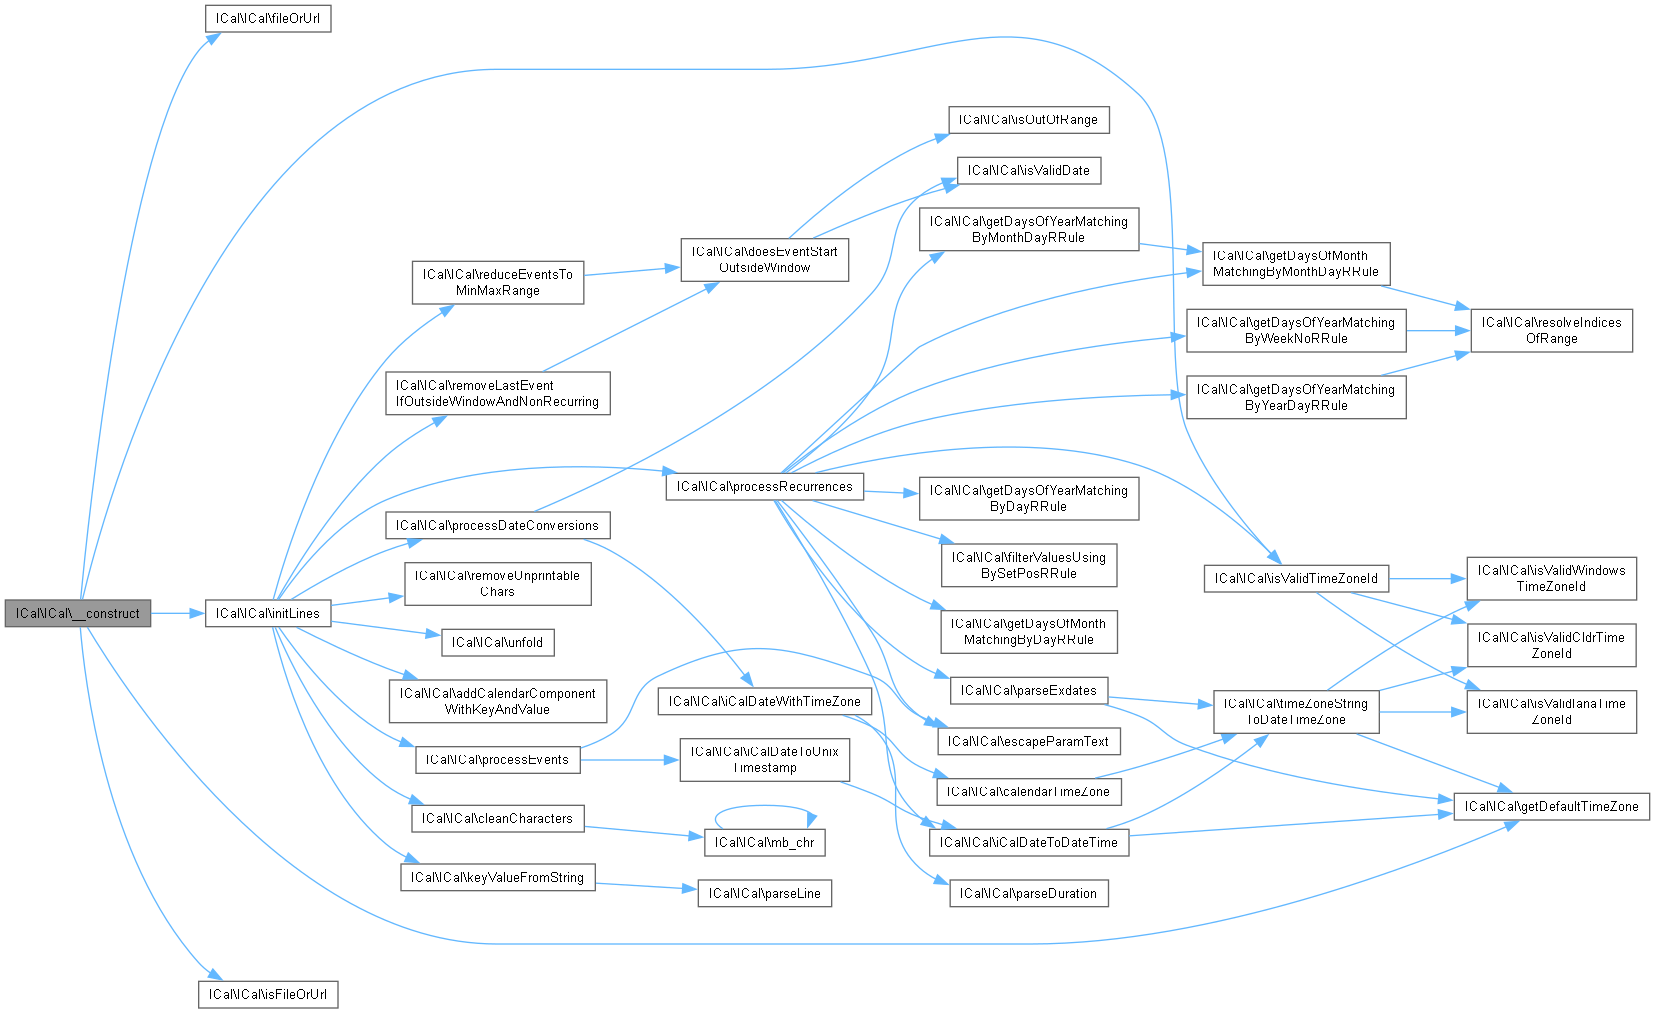 ICal\ICal\fileOrUrl
ICal\ICal\isOutOfRange
ICal\ICal\isValidDate
ICal\ICal\getDaysOfYearMatching
ByMonthDayRRule
ICal\ICal\doesEventStart
OutsideWindow
ICal\ICal\getDaysOfMonth
MatchingByMonthDayRRule
ICal\ICal\reduceEventsTo
MinMaxRange
ICal\ICal\getDaysOfYearMatching
ByWeekNoRRule
ICal\ICal\resolveIndices
OfRange
ICal\ICal\removeLastEvent
IfOutsideWindowAndNonRecurring
ICal\ICal\getDaysOfYearMatching
ByYearDayRRule
ICal\ICal\processRecurrences
ICal\ICal\getDaysOfYearMatching
ByDayRRule
ICal\ICal\processDateConversions
ICal\ICal\filterValuesUsing
BySetPosRRule
ICal\ICal\removeUnprintable
Chars
ICal\ICal\isValidTimeZoneId
ICal\ICal\isValidWindows
TimeZoneId
ICal\ICal\__construct
ICal\ICal\initLines
ICal\ICal\unfold
ICal\ICal\getDaysOfMonth
MatchingByDayRRule
ICal\ICal\isValidCldrTime
ZoneId
ICal\ICal\addCalendarComponent
WithKeyAndValue
ICal\ICal\iCalDateWithTimeZone
ICal\ICal\parseExdates
ICal\ICal\timeZoneString
ToDateTimeZone
ICal\ICal\isValidIanaTime
ZoneId
ICal\ICal\escapeParamText
ICal\ICal\processEvents
ICal\ICal\iCalDateToUnix
Timestamp
ICal\ICal\calendarTimeZone
ICal\ICal\getDefaultTimeZone
ICal\ICal\cleanCharacters
ICal\ICal\mb_chr
ICal\ICal\iCalDateToDateTime
ICal\ICal\keyValueFromString
ICal\ICal\parseLine
ICal\ICal\parseDuration
ICal\ICal\isFileOrUrl